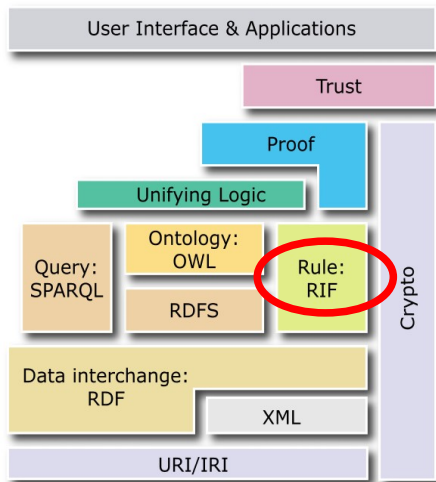 User Interface & Applications
Trust
Proof
Unifying Logic
Query:
SPARQL
Ontology:
OWL
RDFS
Rule:
RIF
Crypto
Data interchange:
RDF
XML
URI/IRI